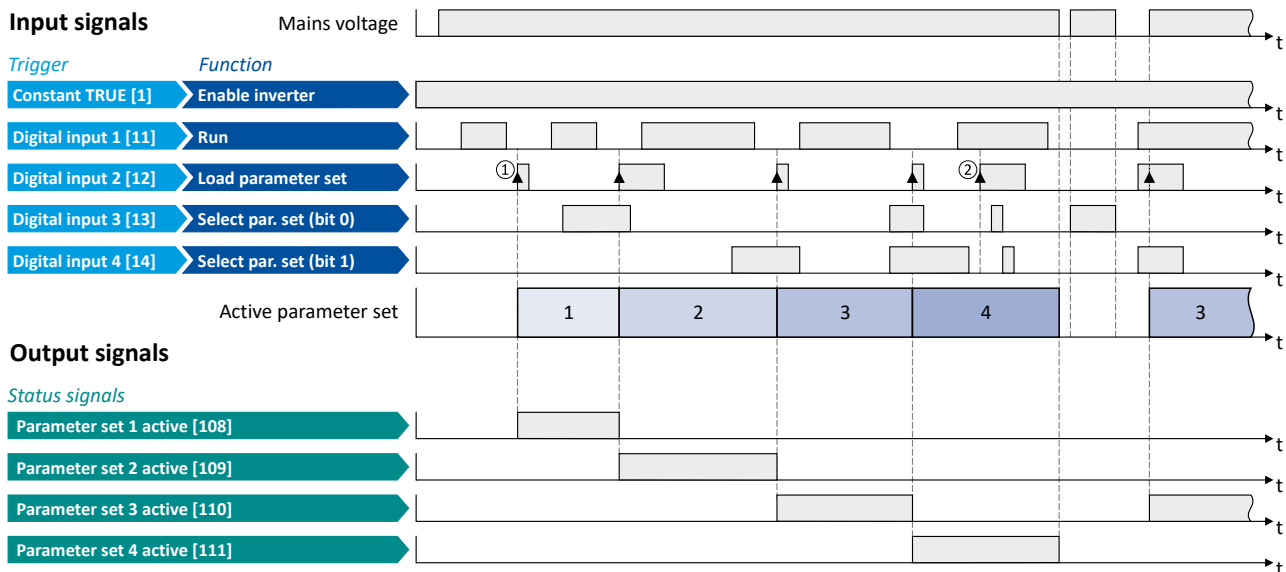 Input signals
Mains voltage
t
Trigger Function
Constant TRUE [1] Enable inverter
t
Digital input 1 [11] Run
t
Digital input 2 [12] Load parameter set
1 2
t
Digital input 3 [13] Select par. set (bit 0)
t
Digital input 4 [14] Select par. set (bit 1)
t
Active parameter set 1 2 3 4 3
t
Output signals
Status signals
Parameter set 1 active [108]
t
Parameter set 2 active [109]
t
Parameter set 3 active [110]
t
Parameter set 4 active [111]
t